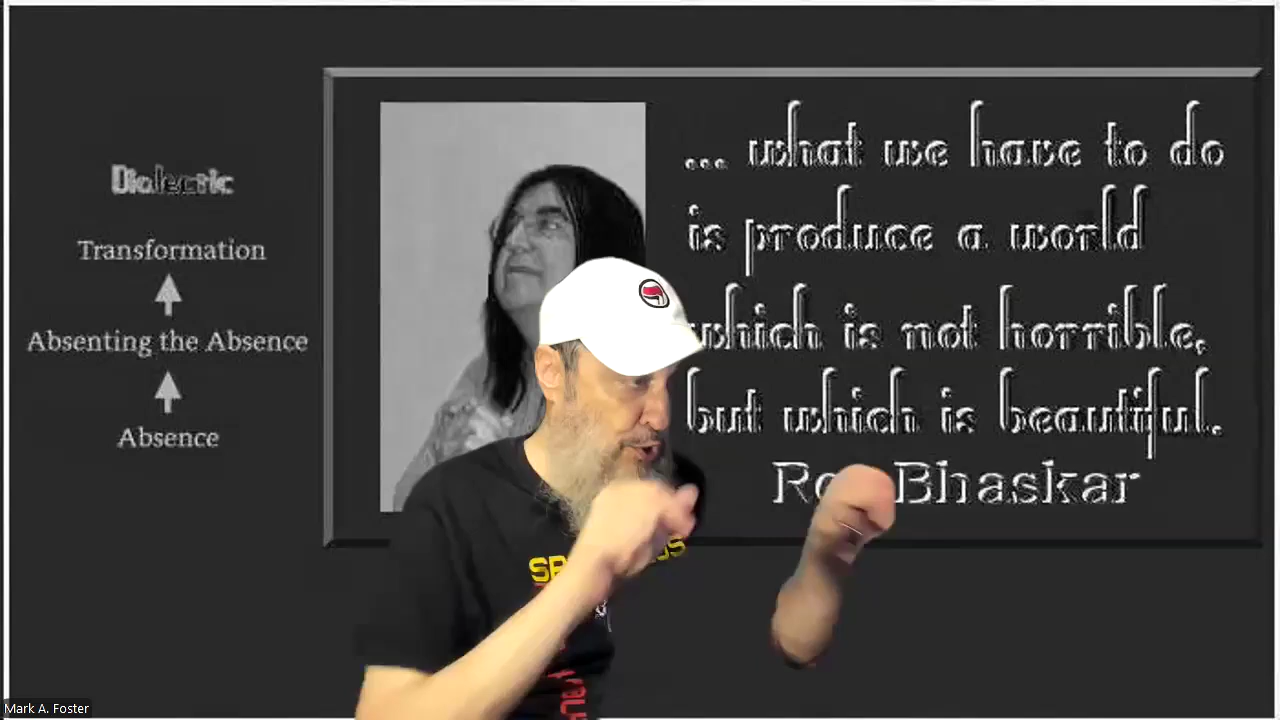 Dialectic
Transformation
Absenting the Absence
Absence
... what we have to do
is produce a world
which is not horrible,
but which is beautiful.
Bhaskar
Mark A. Foster